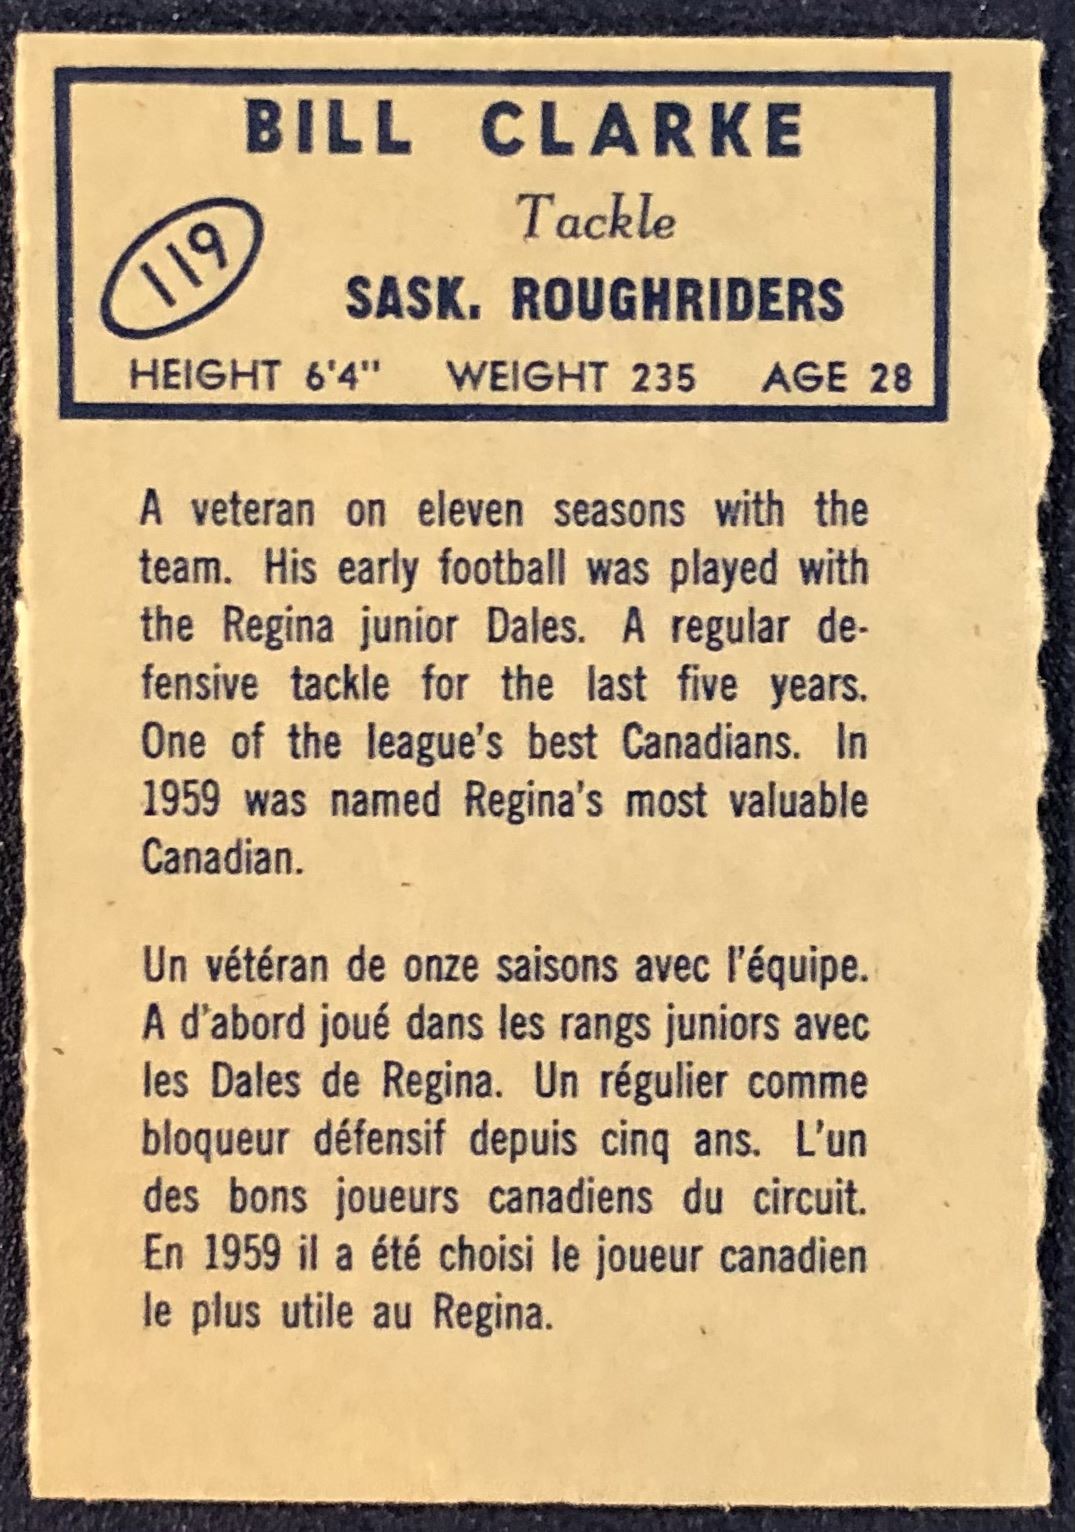 BILL CLARKE
Tackle
119
SASK. ROUGHRIDERS
HEIGHT 6'4" WEIGHT 235 AGE 28
A veteran on eleven seasons with the
team. His early football was played with
the Regina junior Dales. A regular de-
fensive tackle for the last five years.
One of the league's best Canadians. In
1959 was named Regina's most valuable
Canadian.
Un vétéran de onze saisons avec l'équipe.
A d'abord joué dans les rangs juniors avec
les Dales de Regina. Un régulier comme
bloqueur défensif depuis cinq ans. L'un
des bons joueurs canadiens du circuit.
En 1959 il a été choisi le joueur canadien
le plus utile au Regina.